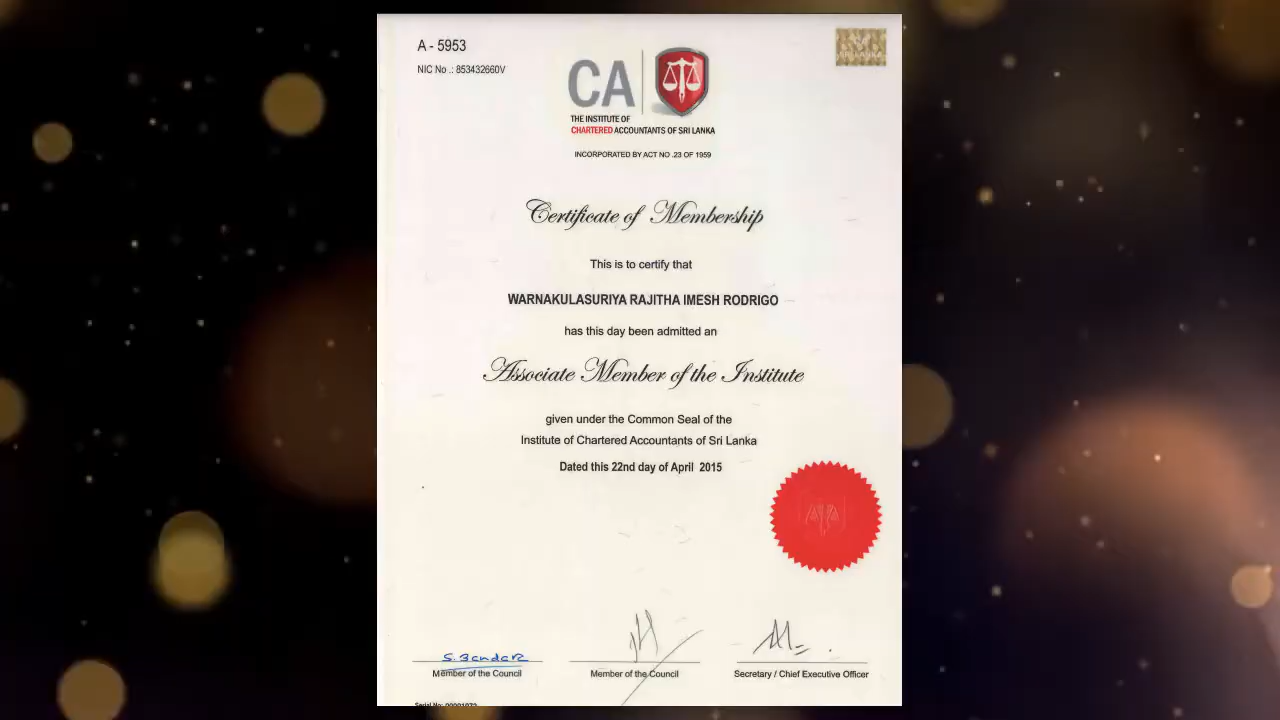 A - 5953
NIC No .: 853432660V
SRI LANKA
CA
THE INSTITUTE OF
CHARTERED ACCOUNTANTS OF SRI LANKA
INCORPORATED BY ACT NO .23 OF 1959
Certificate of Membership
This is to certify that
WARNAKULASURIYA RAJITHA IMESH RODRIGO
has this day been admitted an
Associate Member of the Institute
given under the Common Seal of the
Institute of Chartered Accountants of Sri Lanka
Dated this 22nd day of April 2015
Member of the Council
Member of the Council
Secretary / Chief Executive Officer
Serial No: